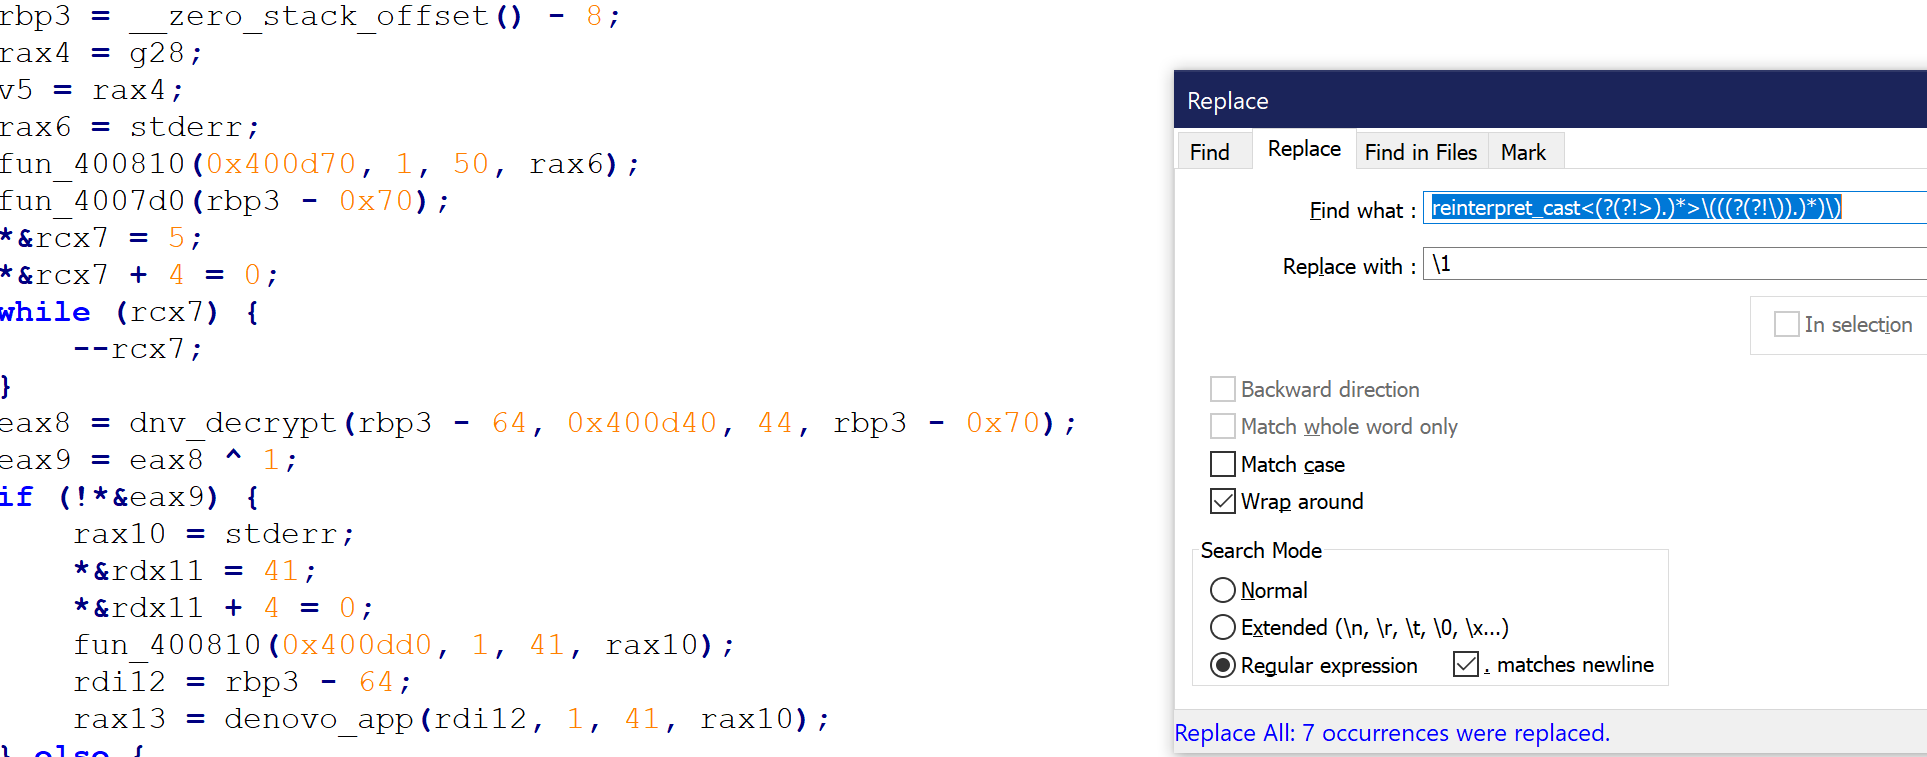 rbp3 = __zero_stack_offset() - 8;
rax4 = g28;
v5 = rax4;
rax6 = stderr;
fun_400810(0x400d70, 1, 50, rax6);
fun_4007d0(rbp3 - 0x70);
*&rcx7 = 5;
*&rcx7 + 4 = 0;
while (rcx7) {
    --rcx7;
}
eax8 = dnv_decrypt(rbp3 - 64, 0x400d40, 44, rbp3 - 0x70);
eax9 = eax8 ^ 1;
if (!*&eax9) {
    rax10 = stderr;
    *&rdx11 = 41;
    *&rdx11 + 4 = 0;
    fun_400810(0x400dd0, 1, 41, rax10);
    rdi12 = rbp3 - 64;
    rax13 = denovo_app(rdi12, 1, 41, rax10);
} else {
Replace
Find Replace Find in Files Mark
Find what : reinterpret_cast<(?(?!>).)*>\(((?(?!\)).)*)\)
Replace with : \1
In selection
Backward direction
Match whole word only
Match case
Wrap around
Search Mode
Normal
Extended (\n, \r, \t, \0, \x...)
Regular expression . matches newline
Replace All: 7 occurrences were replaced.